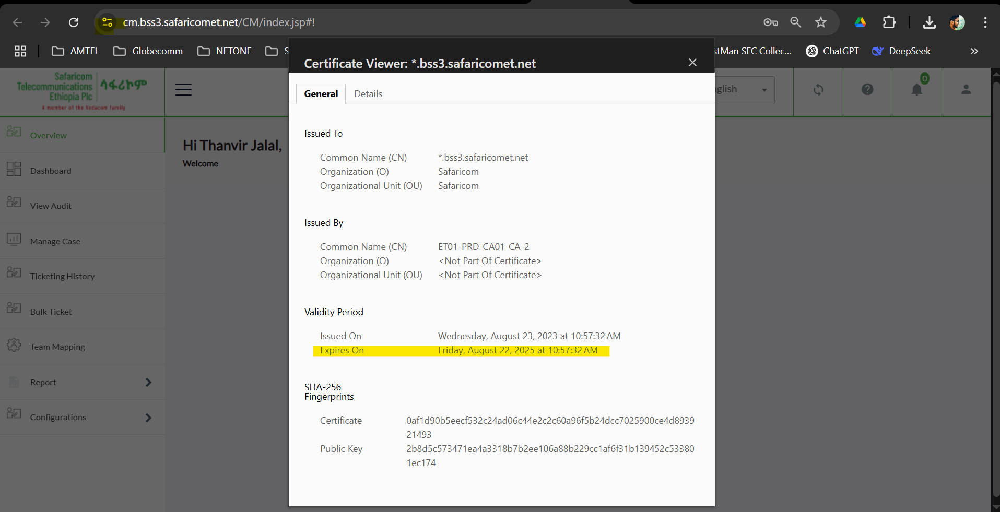 cm.bss3.safaricomet.net/CM/index.jsp#!
AMTEL
Globecomm
NETONE
S
stMan SFC Collec...
ChatGPT
DeepSeek
Certificate Viewer: *.bss3.safaricomet.net
General
Details
Safaricom
Telecommunications
Ethiopia Plc
ሳፋሪኮም
A member of the Vodacom family
glish
0
Overview
Dashboard
View Audit
Manage Case
Ticketing History
Bulk Ticket
Team Mapping
Report
Configurations
Hi Thanvir Jalal,
Welcome
Issued To
Common Name (CN) *.bss3.safaricomet.net
Organization (O) Safaricom
Organizational Unit (OU) Safaricom
Issued By
Common Name (CN) ET01-PRD-CA01-CA-2
Organization (O) <Not Part Of Certificate>
Organizational Unit (OU) <Not Part Of Certificate>
Validity Period
Issued On Wednesday, August 23, 2023 at 10:57:32 AM
Expires On Friday, August 22, 2025 at 10:57:32 AM
SHA-256
Fingerprints
Certificate 0af1d90b5eecf532c24ad06c44e2c2c60a96f5b24dcc7025900ce4d8939
21493
Public Key 2b8d5c573471ea4a3318b7b2ee106a88b229cc1af6f31b139452c53380
1ec174